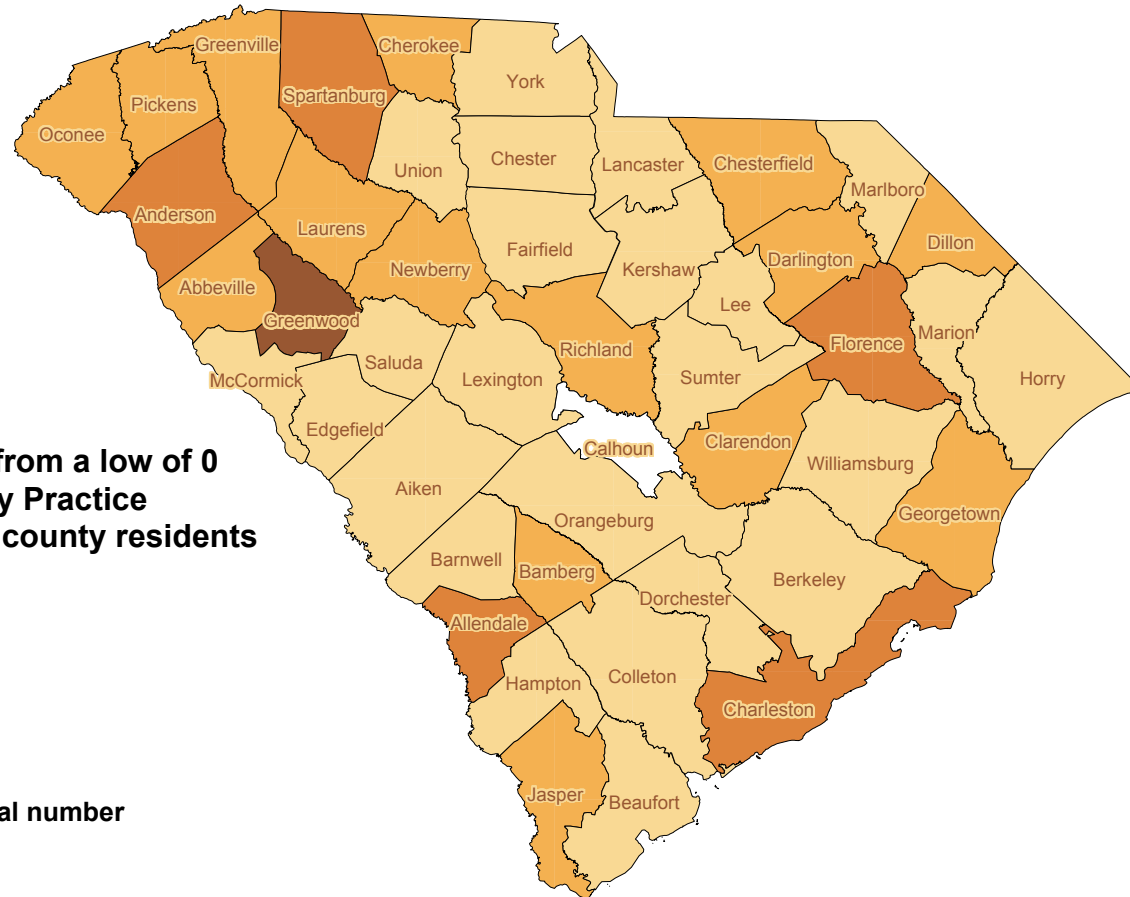 Greenville
Cherokee
York
Spartanburg
Pickens
Oconee
Chester
Lancaster
Chesterfield
Union
Marlboro
Anderson
Laurens
Fairfield
Dillon
Darlington
Newberry
Kershaw
Abbeville
Lee
Greenwood
Marion
Florence
Richland
Saluda
McCormick
Lexington
Sumter
Horry
Edgefield
Clarendon
Calhoun
Williamsburg
from a low of 0
y Practice
county residents
Aiken
Georgetown
Orangeburg
Barnwell
Bamberg
Berkeley
Dorchester
Allendale
Colleton
Hampton
Charleston
Jasper
Beaufort
al number